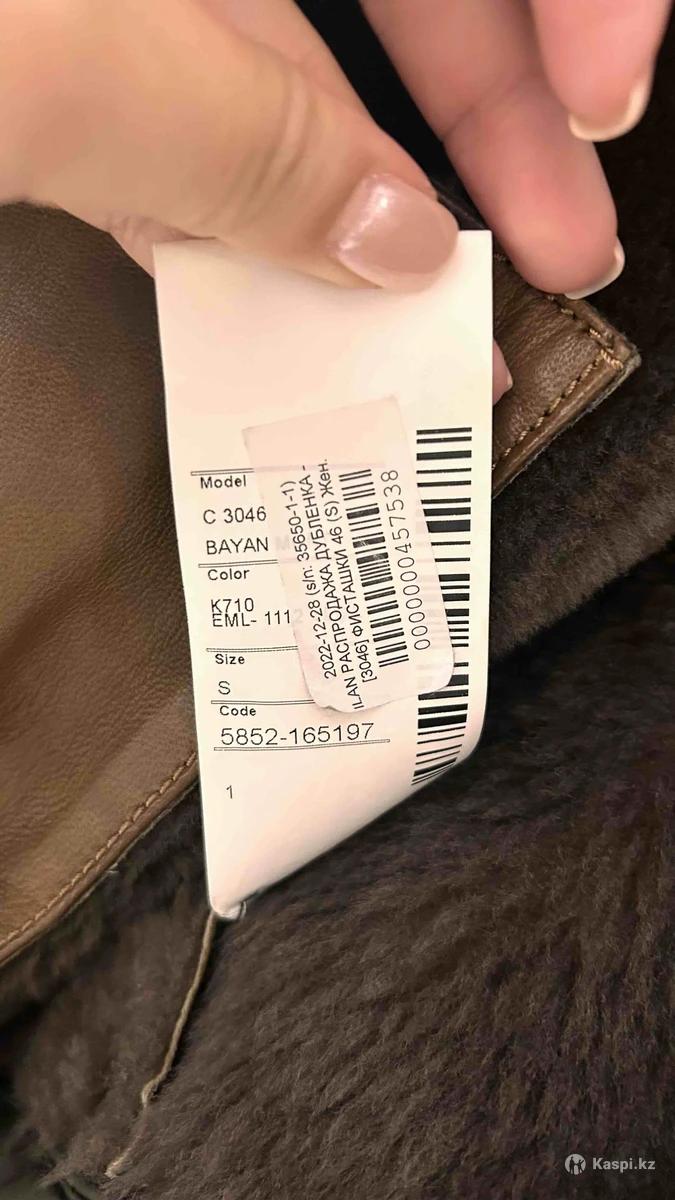 Model
C 3046
BAYAN
Color
K710
EML- 1112
Size
S
Code
5852-165197
1
2022-12-28 (s/n: 35650-1-1)
РАСПРОДАЖА ДУБЛЕНКА -
[3046] ФИСТАШКИ 46 (S) Жен.
0000000457538
Kaspi.kz